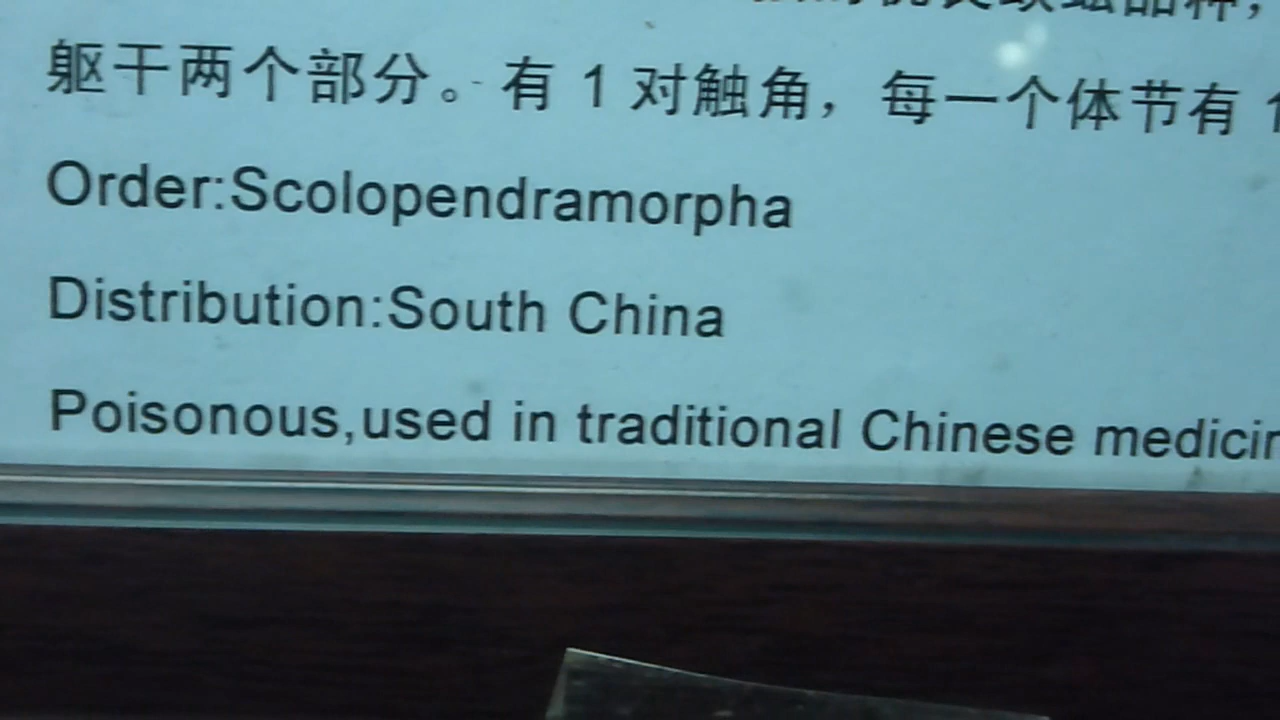 躯干两个部分。有 1 对触角，每一个体节有
Order:Scolopendramorpha
Distribution:South China
Poisonous,used in traditional Chinese